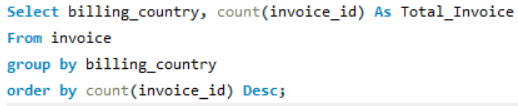 Select billing_country, count(invoice_id) As Total_Invoice
From invoice
group by billing_country
order by count(invoice_id) Desc;